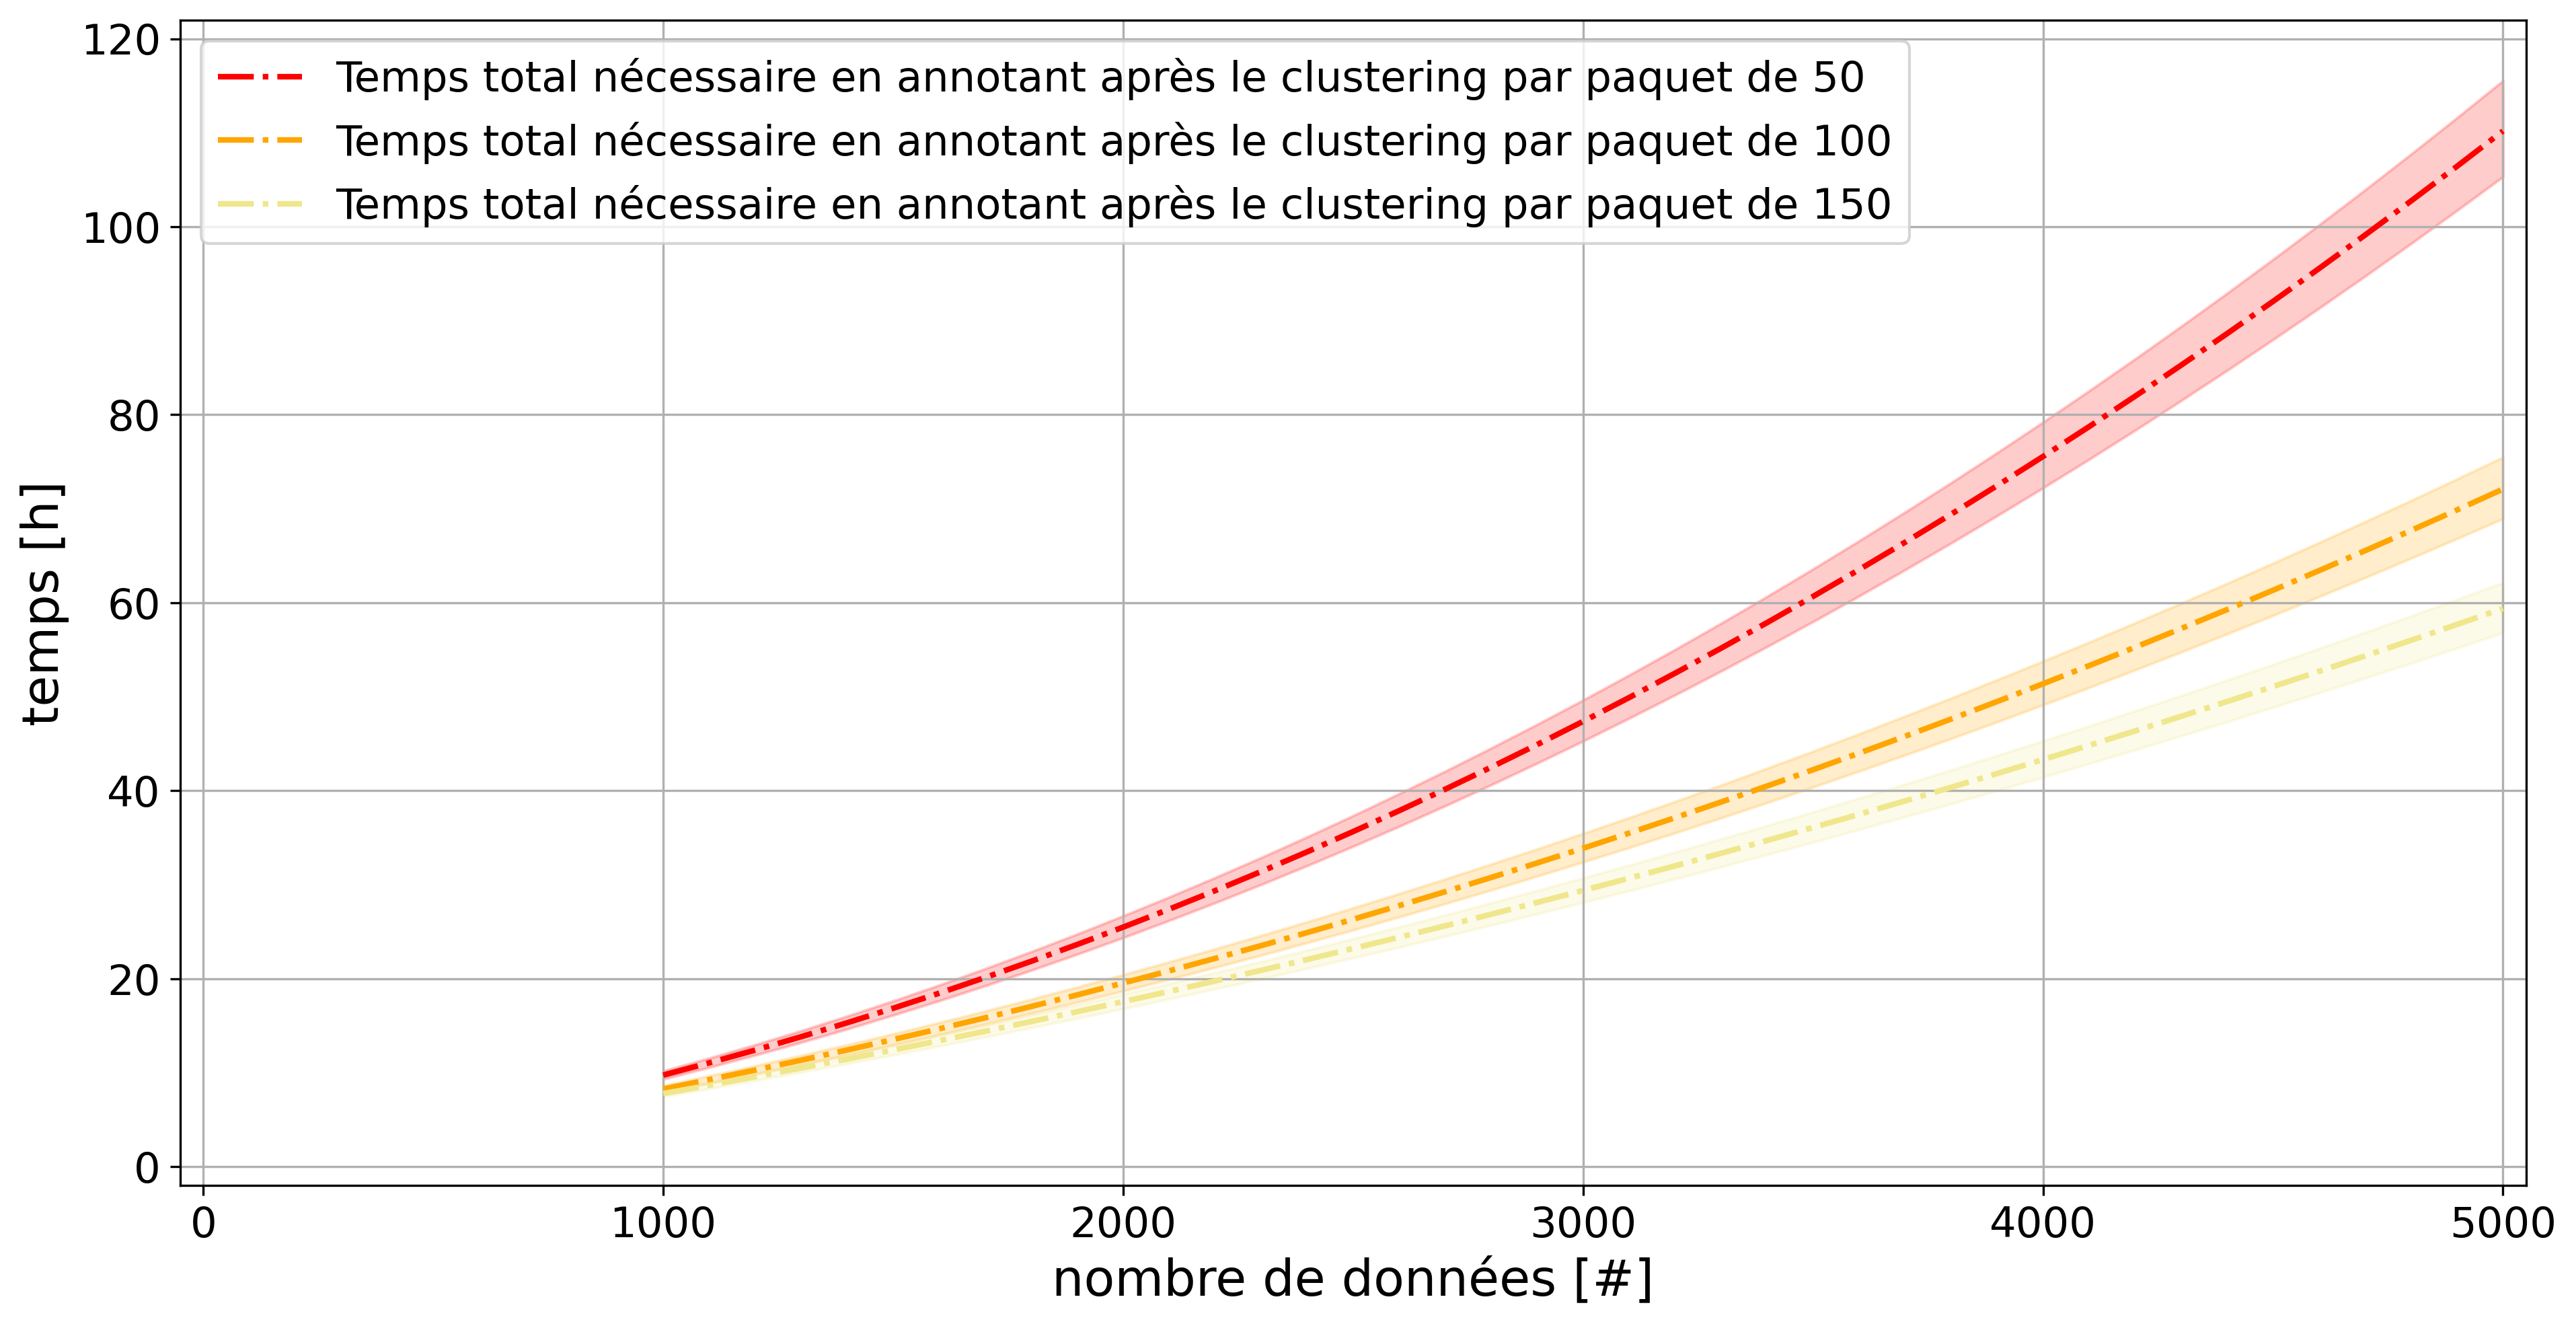 Temps total nécessaire en annotant après le clustering par paquet de 50
Temps total nécessaire en annotant après le clustering par paquet de 100
Temps total nécessaire en annotant après le clustering par paquet de 150
temps [h]
120
100
80
60
40
20
0
0 1000 2000 3000 4000 5000
nombre de données [#]